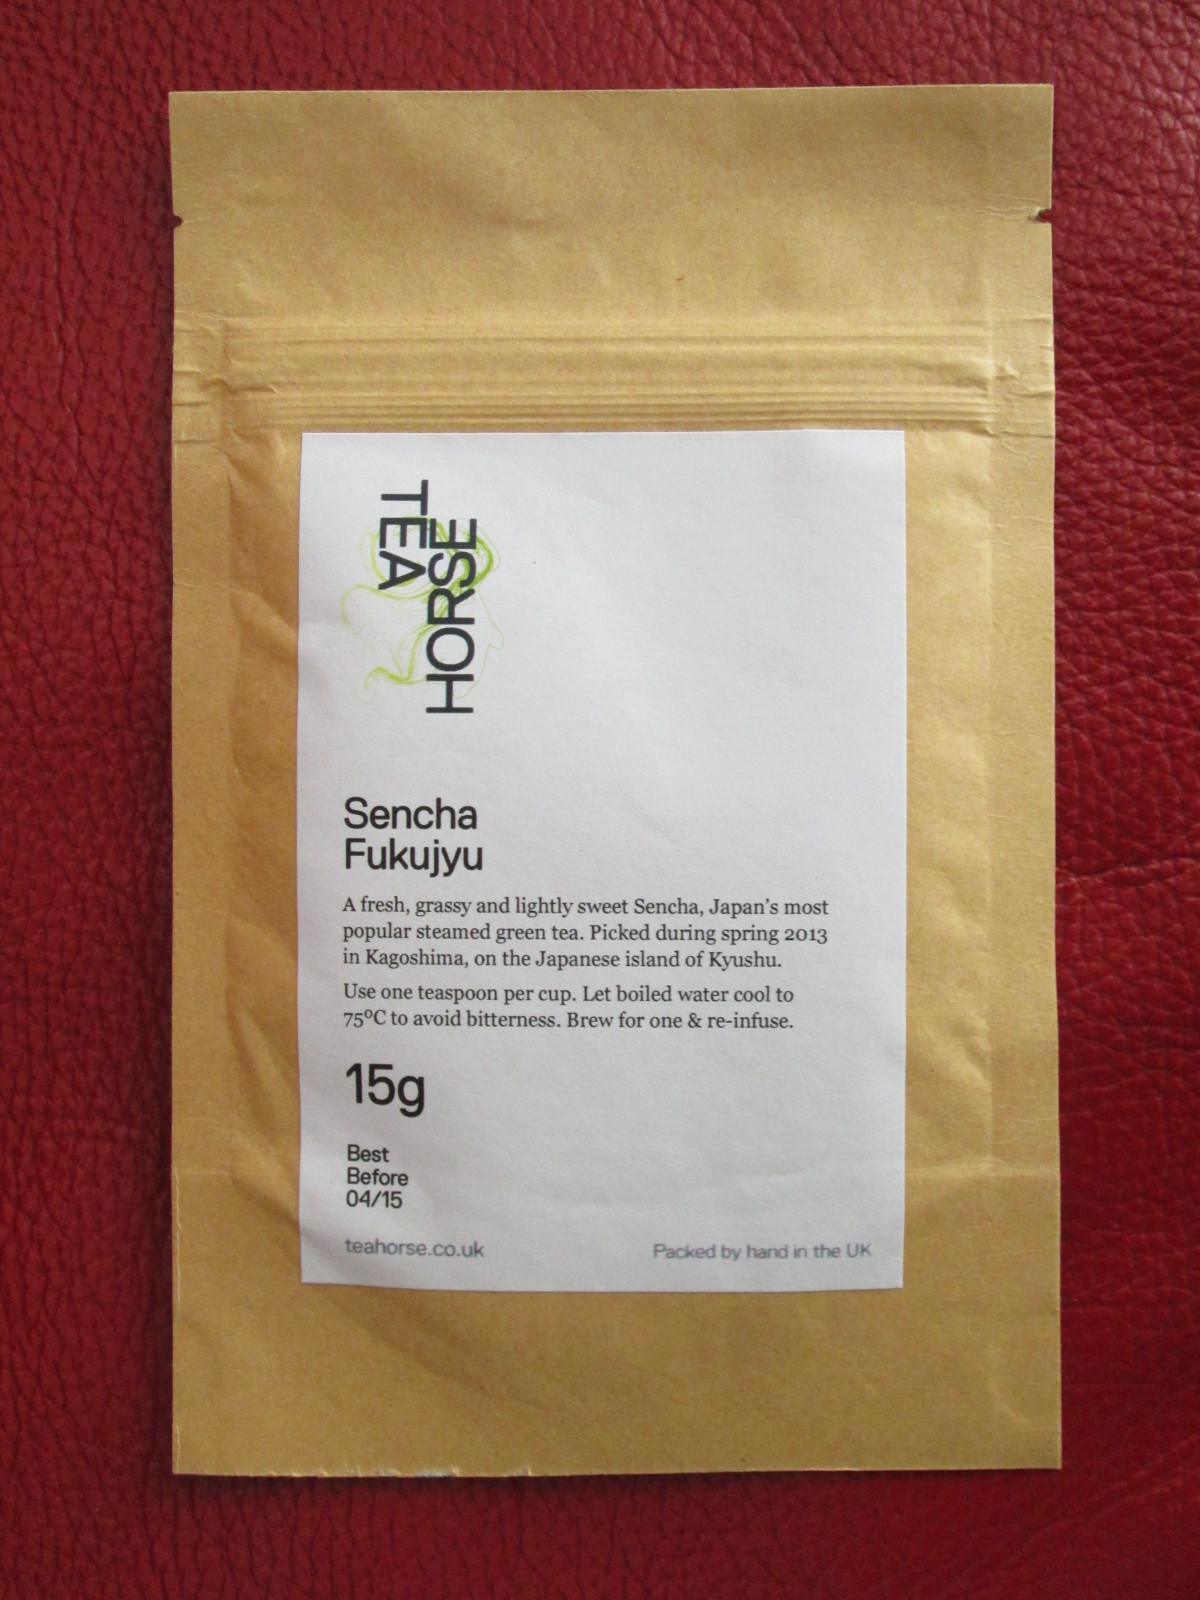 TEA
HORSE
Sencha
Fukujyu
A fresh, grassy and lightly sweet Sencha, Japan's most
popular steamed green tea. Picked during spring 2013
in Kagoshima, on the Japanese island of Kyushu.
Use one teaspoon per cup. Let boiled water cool to
75ºC to avoid bitterness. Brew for one & re-infuse.
15g
Best
Before
04/15
teahorse.co.uk
Packed by hand in the UK